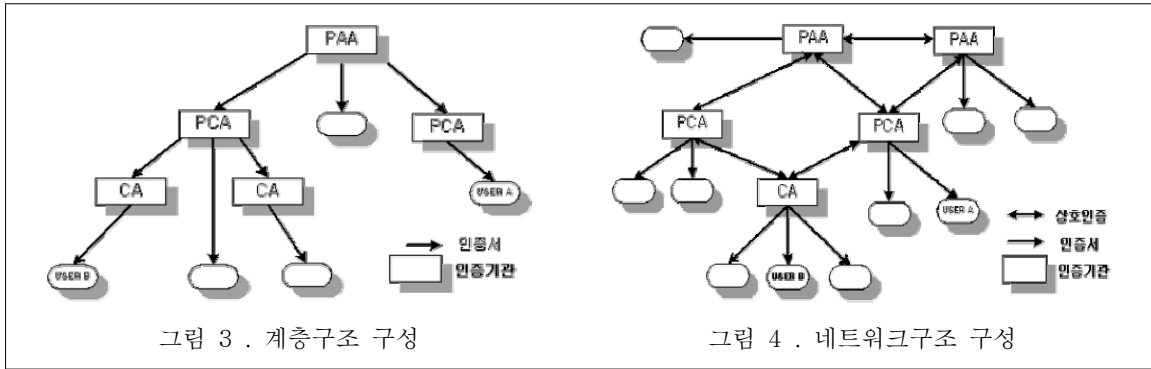 PAA
PCA
PCA
CA
CA
USER A
USER B
인증서
인증기관
그림 3 . 계층구조 구성
PAA
PAA
PCA
PCA
CA
USER A
USER B
상호인증
인증서
인증기관
그림 4 . 네트워크구조 구성